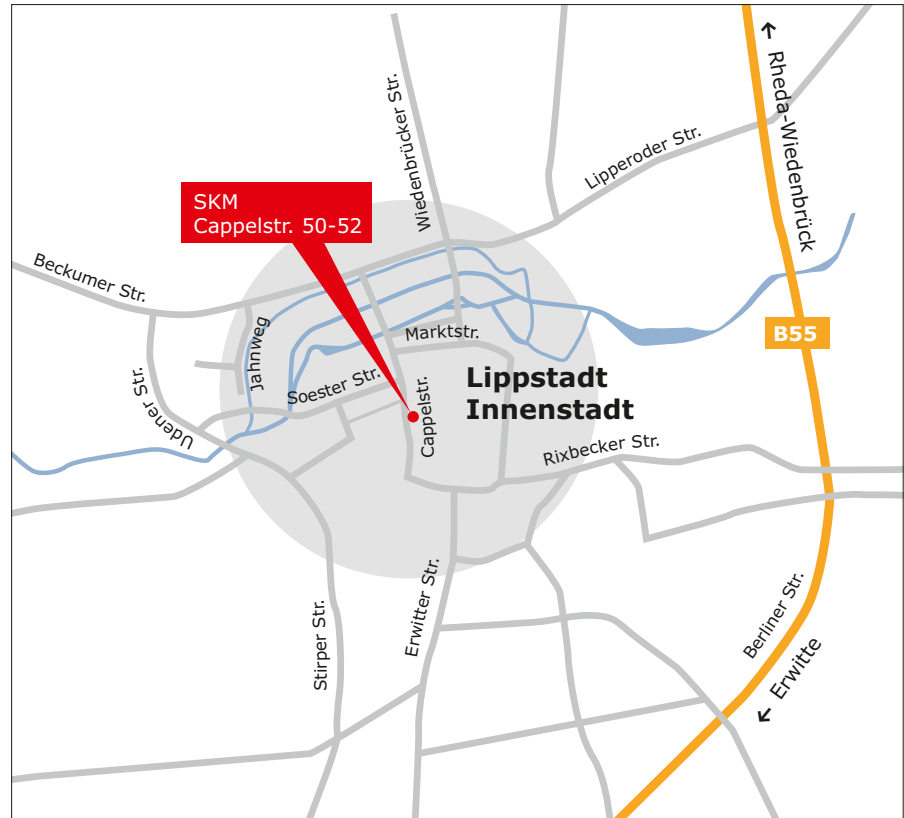 Rheda-Wiedenbrück
Wiedenbrücker Str.
Lipperoder Str.
SKM
Cappelstr. 50-52
Beckumer Str.
B55
Marktstr.
Jahnweg
Soester Str.
Lippstadt
Innenstadt
Udener Str.
Cappelstr.
Rixbecker Str.
Stirper Str.
Erwitter Str.
Berliner Str.
Erwitte